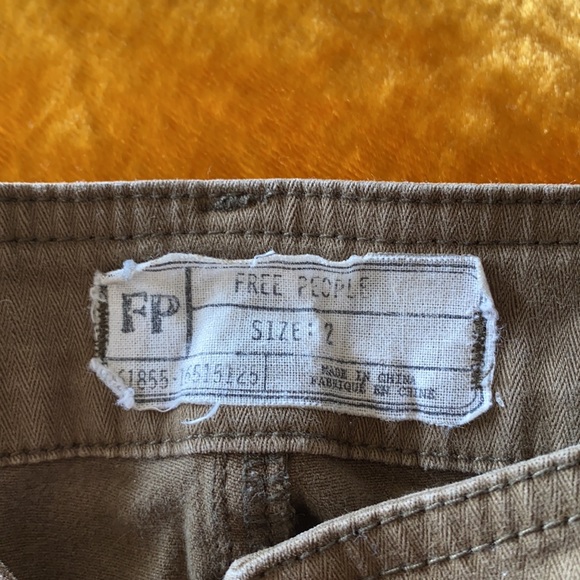 FP
FREE PEOPLE
SIZE: 2
MADE IN CHINA
FABRIQUE EN CHINE